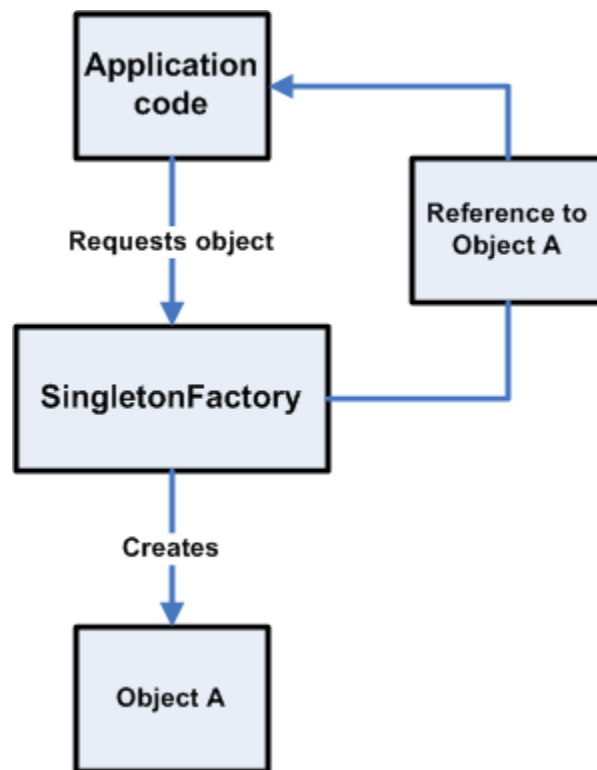 Application
code
Requests object
Reference to
Object A
SingletonFactory
Creates
Object A